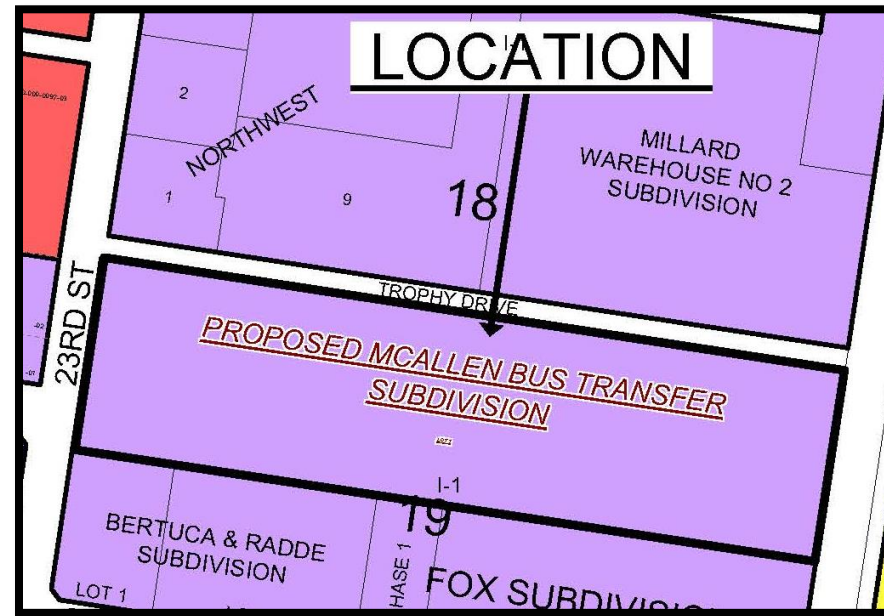 LOCATION
I-
2
NORTHWEST
MILLARD
WAREHOUSE NO 2
SUBDIVISION
1
9
18
23RD ST
TROPHY DRIVE
PROPOSED MCALLEN BUS TRANSFER
SUBDIVISION
I-1
19
BERTUCA & RADDE
SUBDIVISION
HASE 1
FOX SUBDIVISIO
LOT 1